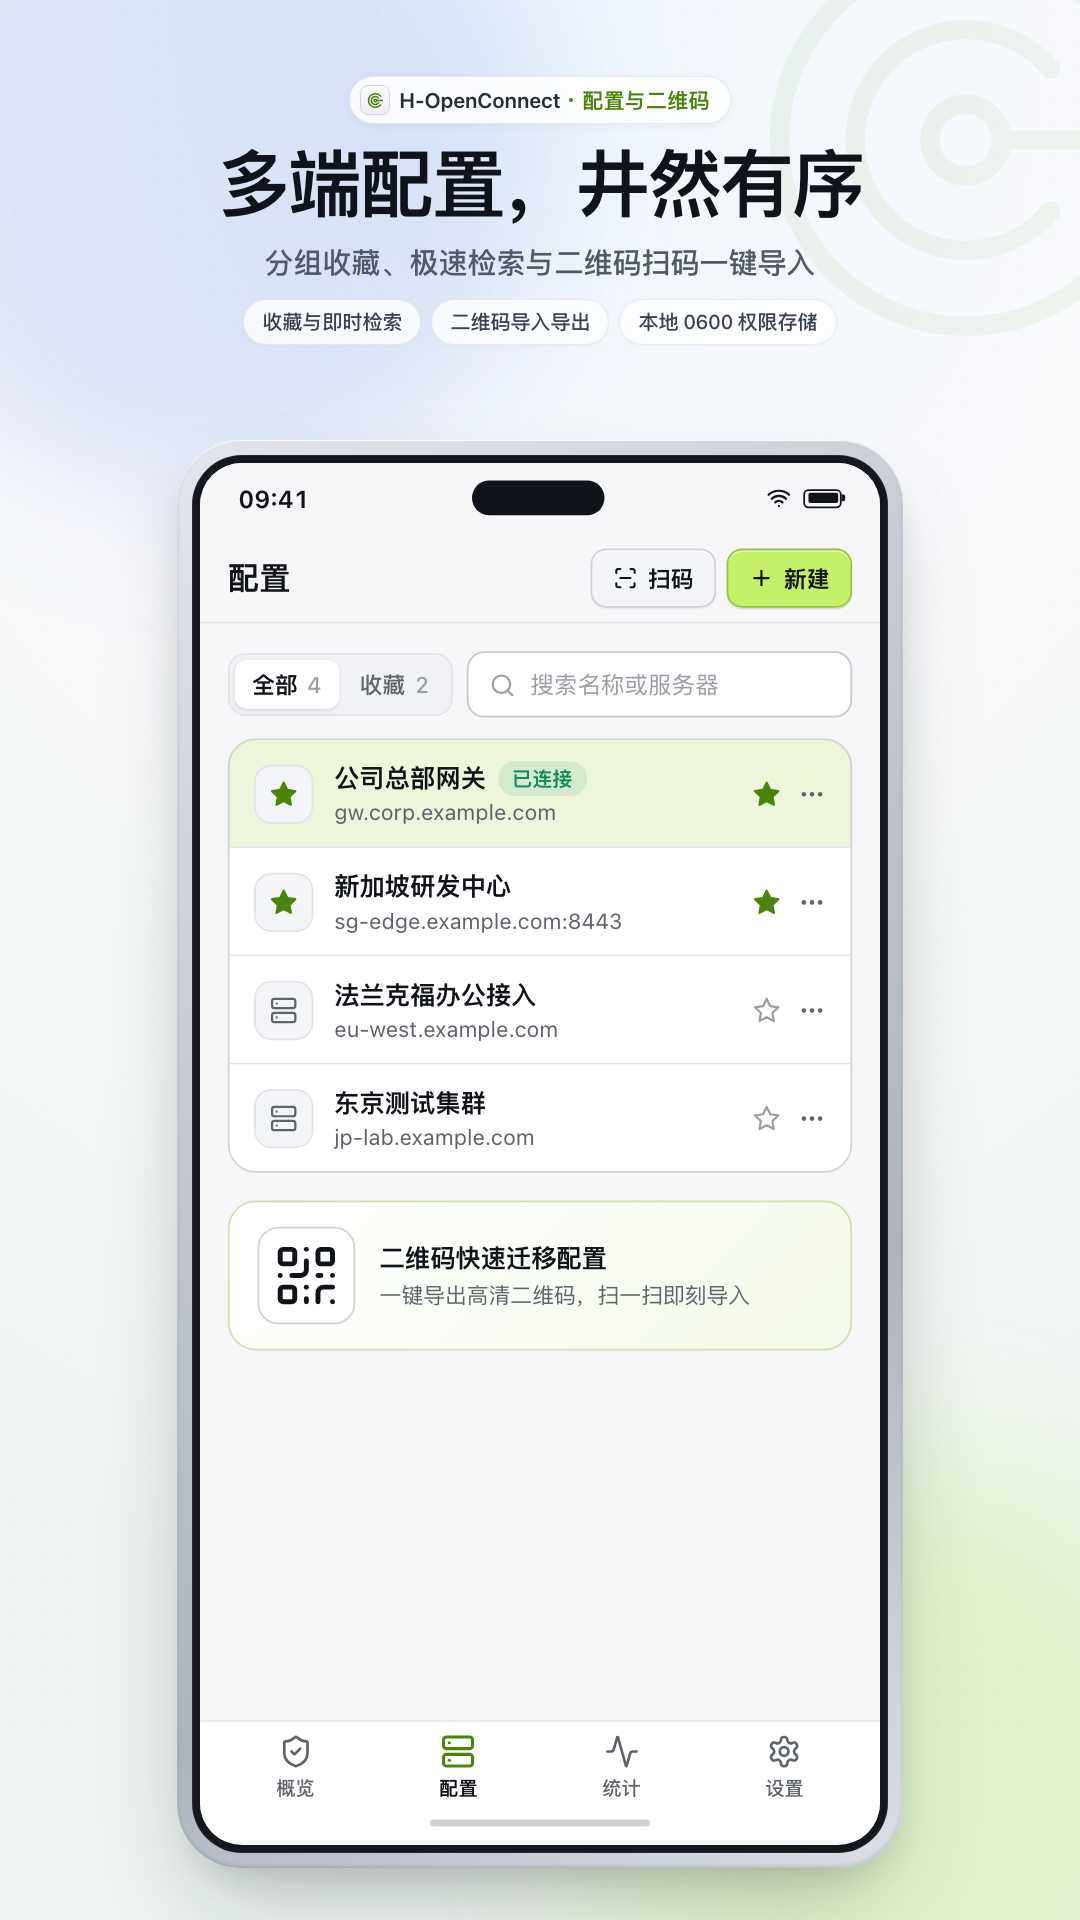 H-OpenConnect · 配置与二维码
多端配置，井然有序
分组收藏、极速检索与二维码扫码一键导入
收藏与即时检索 二维码导入导出 本地 0600 权限存储
09:41
配置 扫码 新建
全部 4 收藏 2 搜索名称或服务器
公司总部网关 已连接
gw.corp.example.com
新加坡研发中心
sg-edge.example.com:8443
法兰克福办公接入
eu-west.example.com
东京测试集群
jp-lab.example.com
二维码快速迁移配置
一键导出高清二维码，扫一扫即刻导入
概览 配置 统计 设置